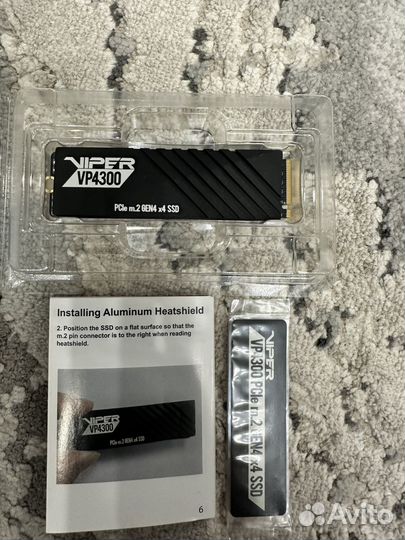 VIPER
VP4300
PCIe m.2 GEN4 x4 SSD
Installing Aluminum Heatshield
2. Position the SSD on a flat surface so that the
m.2 pin connector is to the right when reading
heatshield.
VIPER
VP4300
PCIe m.2 GEN4 x4 SSD
6
VIPER
VP4300 PCIe m.2 GEN4 x4 SSD
Avito